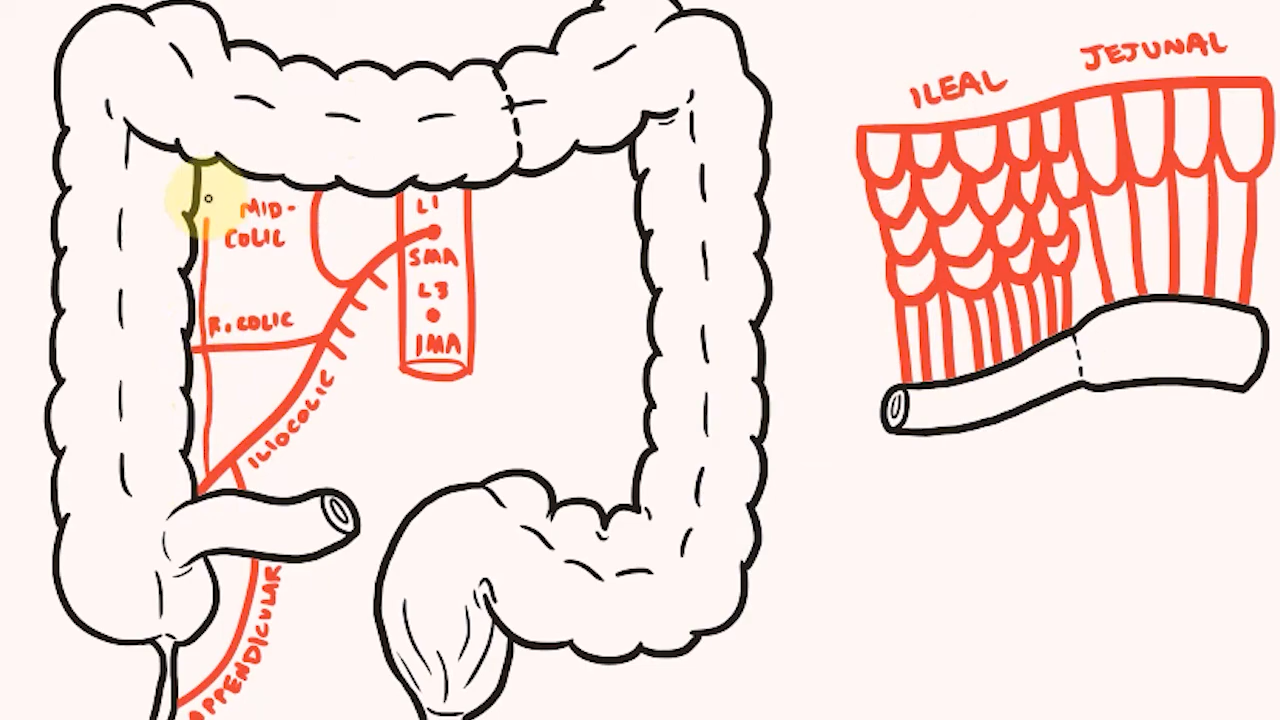 MID-
COLIC
R. COLIC
ILIOCOLIC
APPENDICULAR
L1
SMA
L3
IMA
ILEAL
JEJUNAL